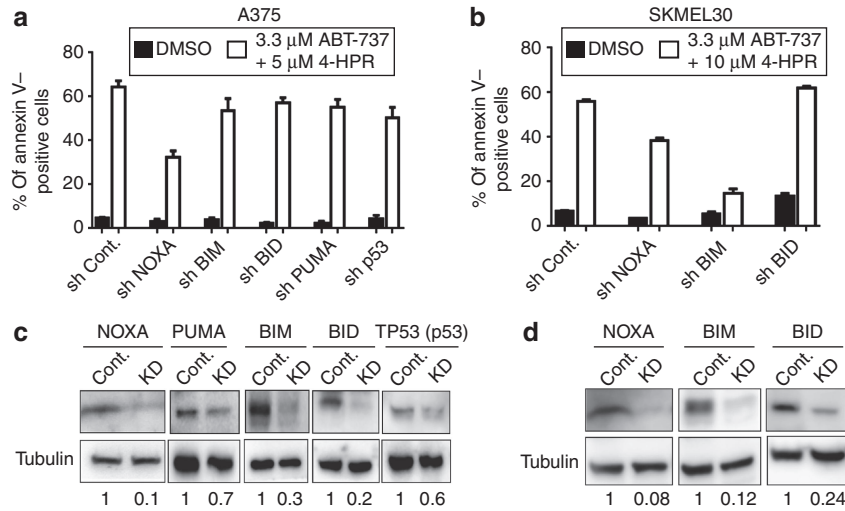 a
A375
DMSO
3.3 μM ABT-737
+ 5 μM 4-HPR
% Of annexin V–
positive cells
80
60
40
20
0
sh Cont.
sh NOXA
sh BIM
sh BID
sh PUMA
sh p53
b
SKMEL30
DMSO
3.3 μM ABT-737
+ 10 μM 4-HPR
% Of annexin V–
positive cells
80
60
40
20
0
sh Cont.
sh NOXA
sh BIM
sh BID
c
NOXA PUMA BIM BID TP53 (p53)
Cont. KD Cont. KD Cont. KD Cont. KD Cont. KD
Tubulin
1 0.1 1 0.7 1 0.3 1 0.2 1 0.6
d
NOXA BIM BID
Cont. KD Cont. KD Cont. KD
Tubulin
1 0.08 1 0.12 1 0.24